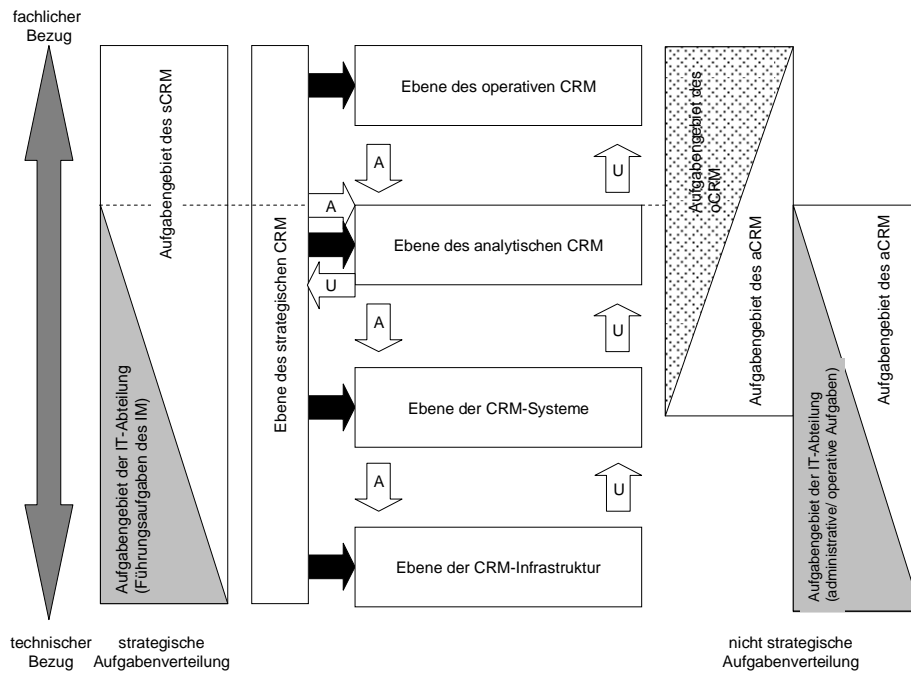 fachlicher
Bezug
Aufgabengebiet des sCRM
Aufgabengebiet der IT-Abteilung
(Führungsaufgaben des IM)
Ebene des strategischen CRM
Ebene des operativen CRM
A
U
A
Ebene des analytischen CRM
U
A
U
Ebene der CRM-Systeme
A
U
Ebene der CRM-Infrastruktur
Aufgabengebiet des
oCRM
Aufgabengebiet des aCRM
Aufgabengebiet der IT-Abteilung
(administrative/ operative Aufgaben)
Aufgabengebiet des aCRM
technischer
Bezug
strategische
Aufgabenverteilung
nicht strategische
Aufgabenverteilung